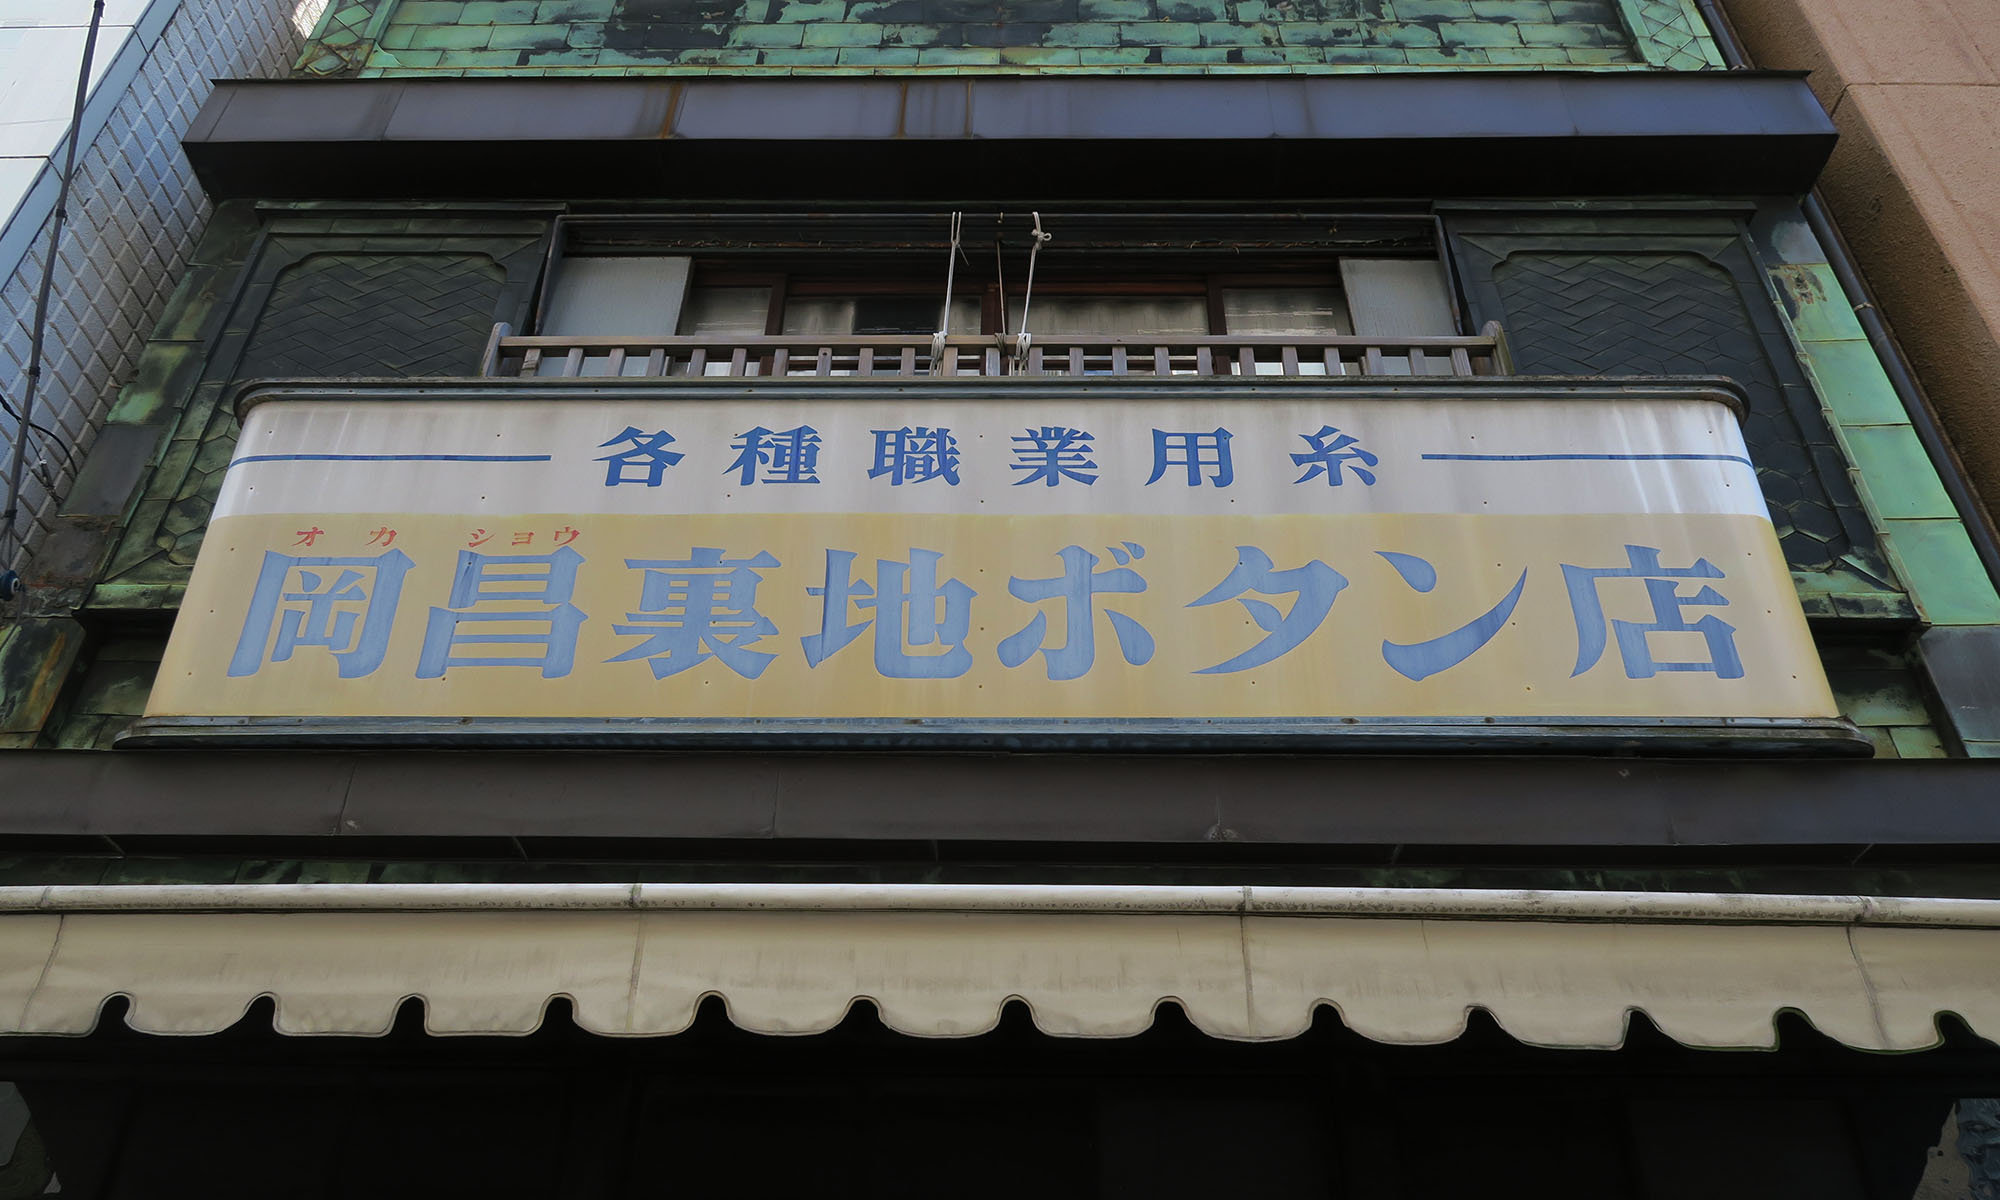 各種職業用糸
オカショウ
岡昌裏地ボタン店